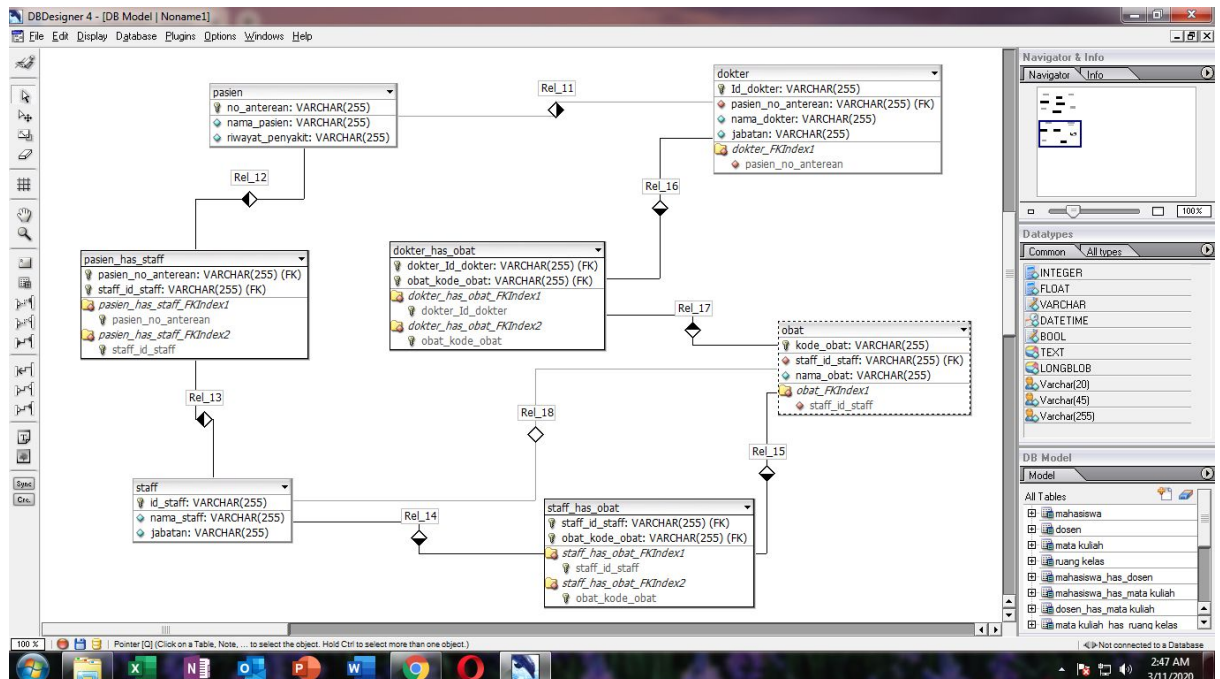 DBDesigner 4 - [DB Model | Noname1]
File Edit Display Database Plugins Options Windows Help
pasien
no_anterean: VARCHAR(255)
nama_pasien: VARCHAR(255)
riwayat_penyakit: VARCHAR(255)
Rel_11
dokter
Id_dokter: VARCHAR(255)
pasien_no_anterean: VARCHAR(255) (FK)
nama_dokter: VARCHAR(255)
jabatan: VARCHAR(255)
dokter_FKIndex1
pasien_no_anterean
Rel_12
Rel_16
pasien_has_staff
pasien_no_anterean: VARCHAR(255) (FK)
staff_id_staff: VARCHAR(255) (FK)
pasien_has_staff_FKIndex1
pasien_no_anterean
pasien_has_staff_FKIndex2
staff_id_staff
dokter_has_obat
dokter_Id_dokter: VARCHAR(255) (FK)
obat_kode_obat: VARCHAR(255) (FK)
dokter_has_obat_FKIndex1
dokter_Id_dokter
dokter_has_obat_FKIndex2
obat_kode_obat
Rel_17
obat
kode_obat: VARCHAR(255)
staff_id_staff: VARCHAR(255) (FK)
nama_obat: VARCHAR(255)
obat_FKIndex1
staff_id_staff
Rel_13
Rel_18
Rel_15
staff
id_staff: VARCHAR(255)
nama_staff: VARCHAR(255)
jabatan: VARCHAR(255)
Rel_14
staff_has_obat
staff_id_staff: VARCHAR(255) (FK)
obat_kode_obat: VARCHAR(255) (FK)
staff_has_obat_FKIndex1
staff_id_staff
staff_has_obat_FKIndex2
obat_kode_obat
Navigator & Info
Navigator Info
100%
Datatypes
Common All types
INTEGER
FLOAT
VARCHAR
DATETIME
BOOL
TEXT
LONGBLOB
Varchar(20)
Varchar(45)
Varchar(255)
DB Model
Model
All Tables
mahasiswa
dosen
mata kuliah
ruang kelas
mahasiswa_has_dosen
mahasiswa_has_mata kuliah
dosen_has_mata kuliah
mata kuliah_has_ruang kelas
Sync
100 %
Pointer [Q] (Click on a Table, Note, ... to select the object. Hold Ctrl to select more than one object.)
Not connected to a Database
2:47 AM
3/11/2020